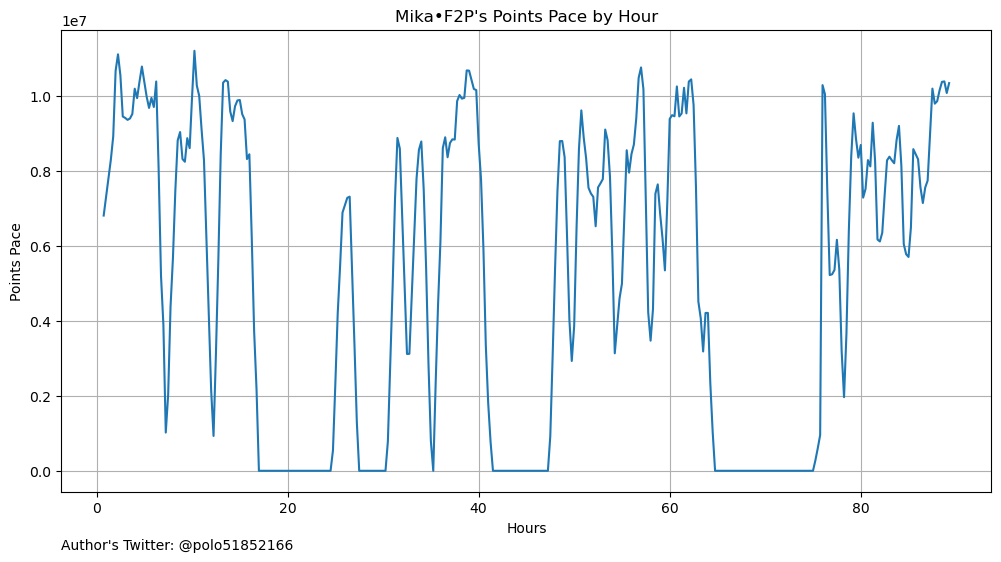 Mika•F2P's Points Pace by Hour
1e7
1.0
0.8
0.6
0.4
0.2
0.0
Points Pace
0 20 40 60 80
Hours
Author's Twitter: @polo51852166